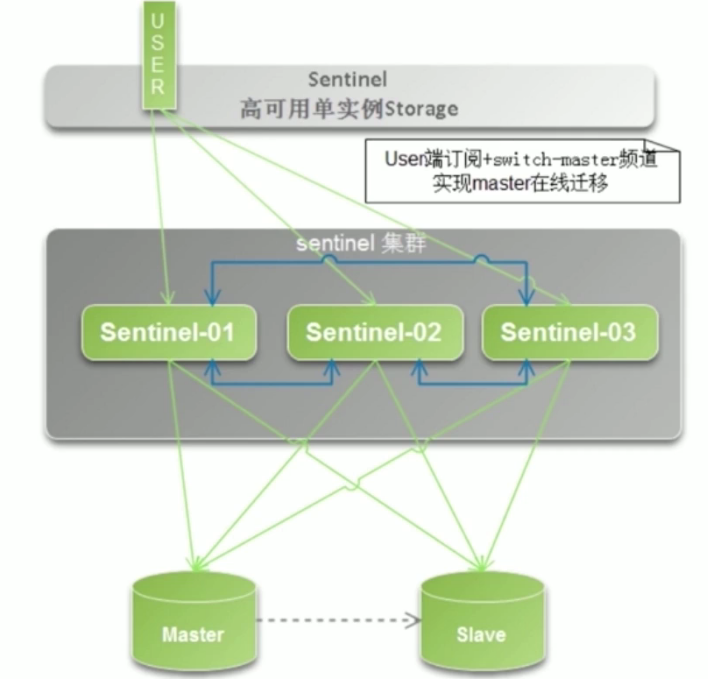 USER
Sentinel
高可用单实例Storage
User端订阅+switch-master频道
实现master在线迁移
sentinel 集群
Sentinel-01
Sentinel-02
Sentinel-03
Master
Slave